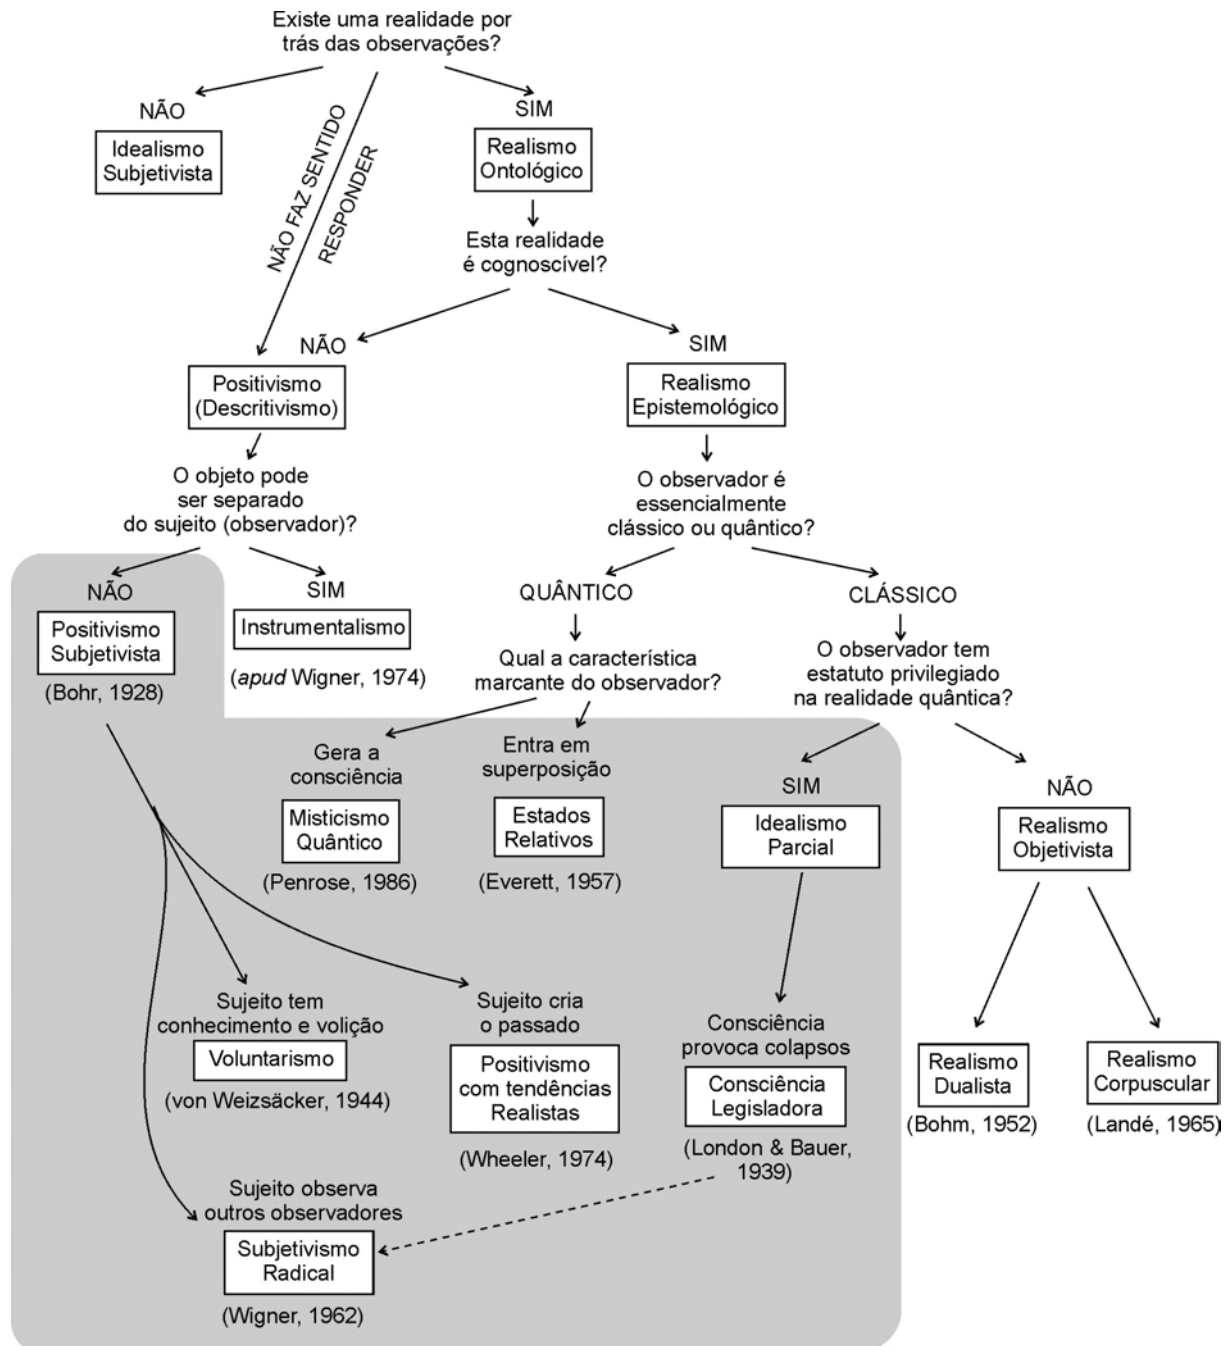 Existe uma realidade por
trás das observações?
NÃO
Idealismo
Subjetivista
NÃO FAZ SENTIDO
RESPONDER
SIM
Realismo
Ontológico
Esta realidade
é cognoscível?
NÃO
Positivismo
(Descritivismo)
SIM
Realismo
Epistemológico
O objeto pode
ser separado
do sujeito (observador)?
O observador é
essencialmente
clássico ou quântico?
NÃO
Positivismo
Subjetivista
(Bohr, 1928)
SIM
Instrumentalismo
(apud Wigner, 1974)
QUÂNTICO
Qual a característica
marcante do observador?
CLÁSSICO
O observador tem
estatuto privilegiado
na realidade quântica?
Gera a
consciência
Misticismo
Quântico
(Penrose, 1986)
Entra em
superposição
Estados
Relativos
(Everett, 1957)
SIM
Idealismo
Parcial
NÃO
Realismo
Objetivista
Sujeito tem
conhecimento e volição
Voluntarismo
(von Weizsäcker, 1944)
Sujeito cria
o passado
Positivismo
com tendências
Realistas
(Wheeler, 1974)
Consciência
provoca colapsos
Consciência
Legisladora
(London & Bauer,
1939)
Realismo
Dualista
(Bohm, 1952)
Realismo
Corpuscular
(Landé, 1965)
Sujeito observa
outros observadores
Subjetivismo
Radical
(Wigner, 1962)